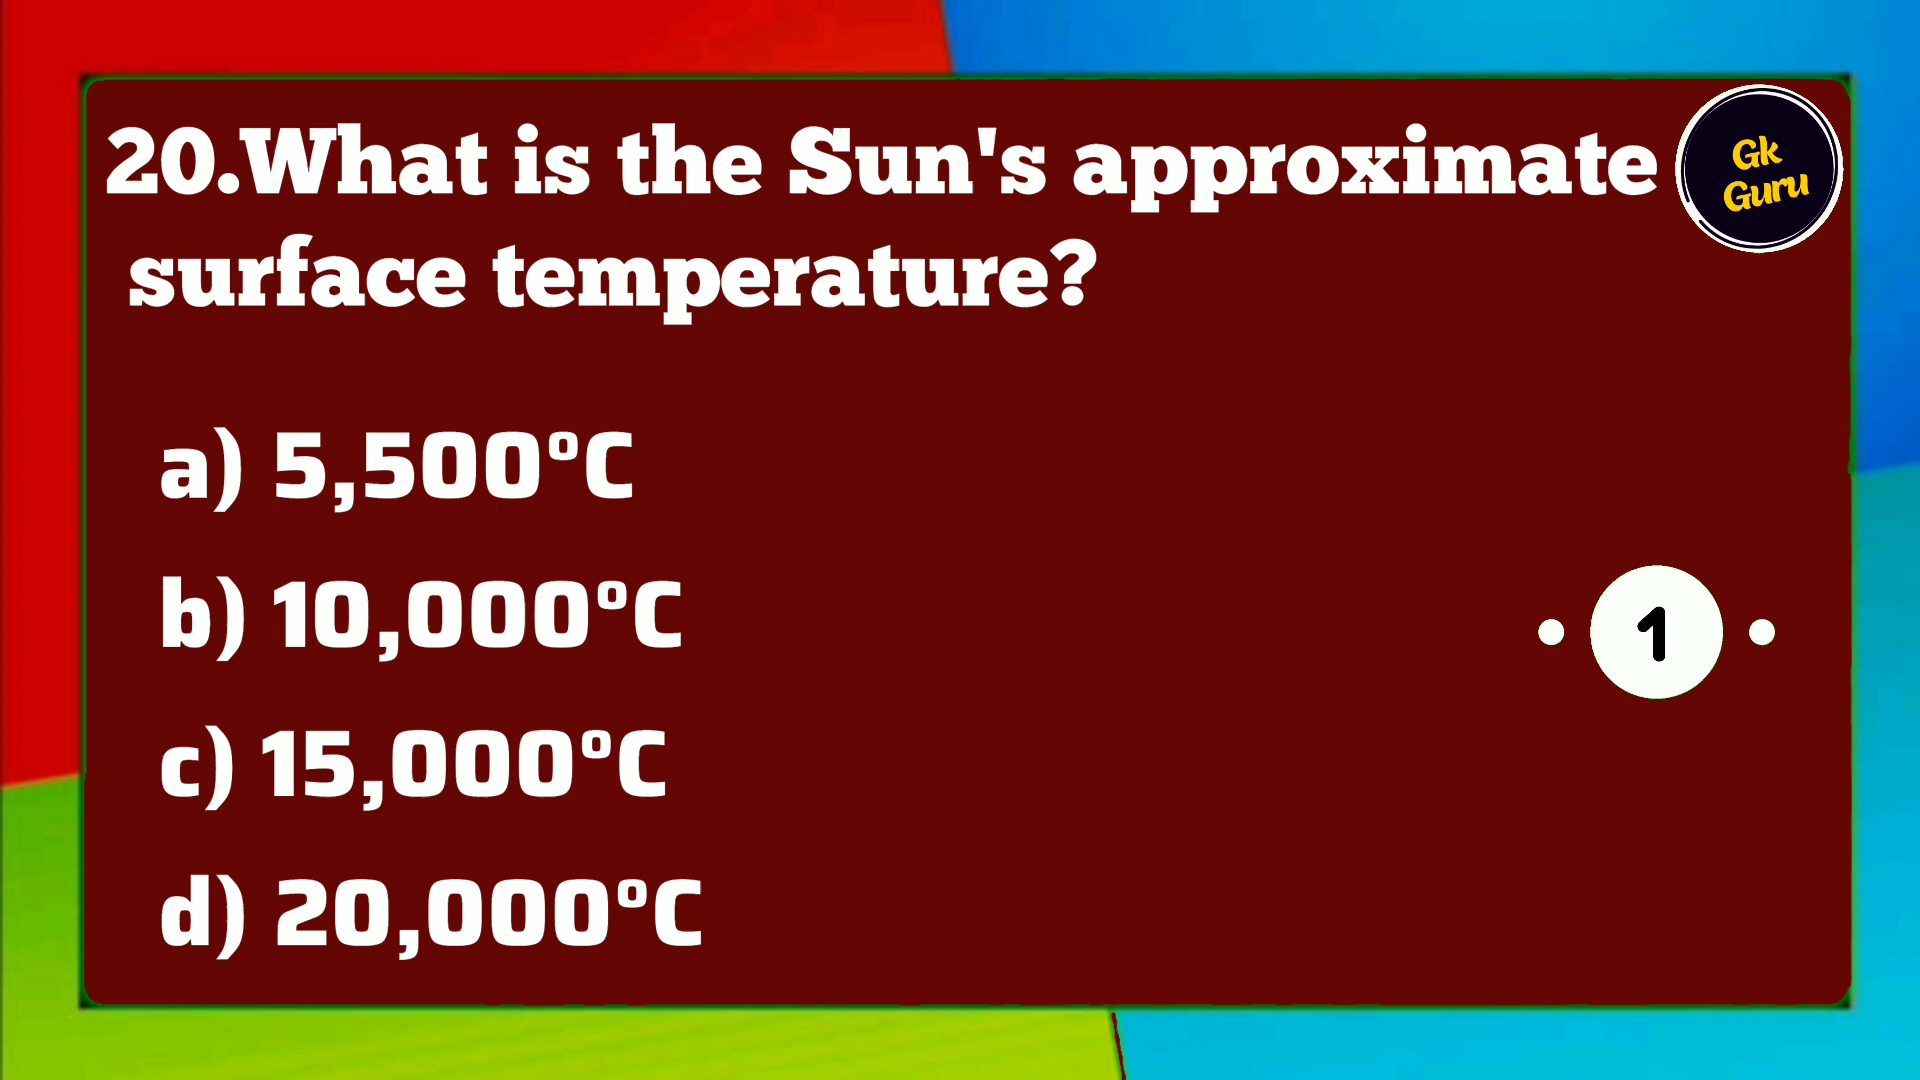 20.What is the Sun's approximate
surface temperature?
Gk
Guru
a) 5,500°C
b) 10,000°C
c) 15,000°C
d) 20,000°C
1